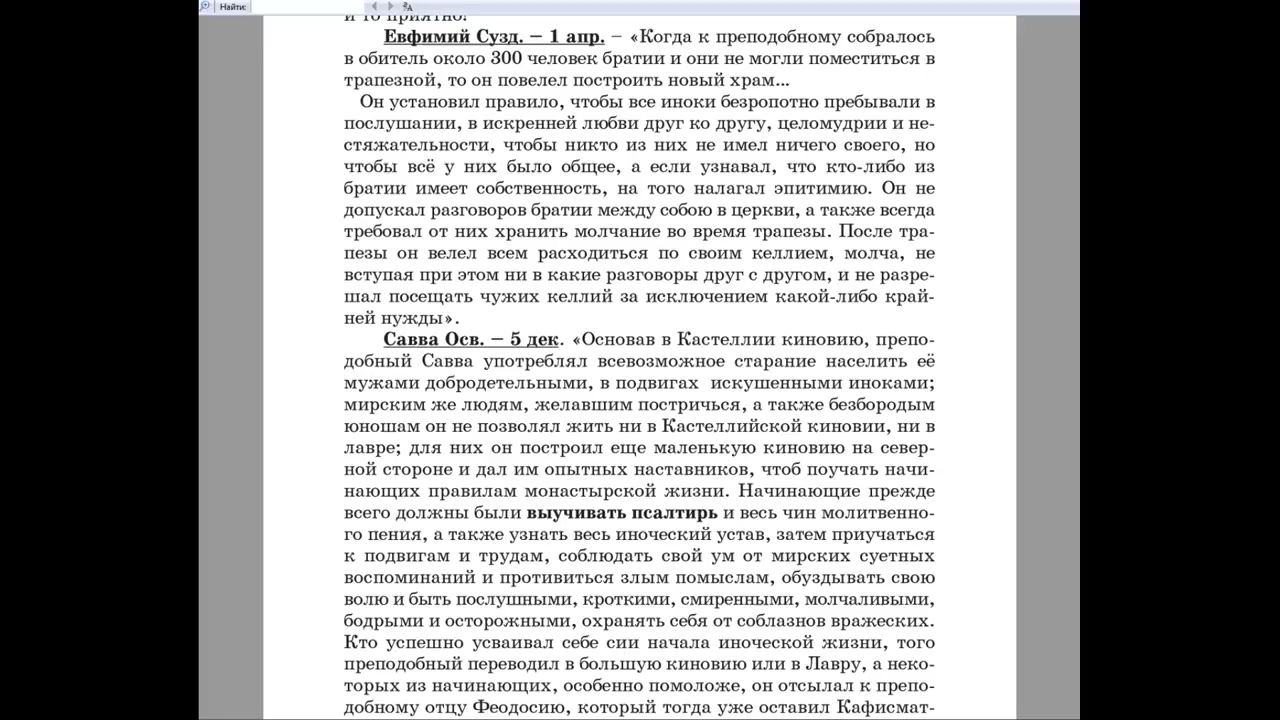 Найти:
и то приятно!
Евфимий Сузд. – 1 апр. – «Когда к преподобному собралось
в обитель около 300 человек братии и они не могли поместиться в
трапезной, то он повелел построить новый храм...
Он установил правило, чтобы все иноки безропотно пребывали в
послушании, в искренней любви друг ко другу, целомудрии и не-
стяжательности, чтобы никто из них не имел ничего своего, но
чтобы всё у них было общее, а если узнавал, что кто-либо из
братии имеет собственность, на того налагал эпитимию. Он не
допускал разговоров братии между собою в церкви, а также всегда
требовал от них хранить молчание во время трапезы. После тра-
пезы он велел всем расходиться по своим келлием, молча, не
вступая при этом ни в какие разговоры друг с другом, и не разре-
шал посещать чужих келлий за исключением какой-либо край-
ней нужды».
Савва Осв. – 5 дек. «Основав в Кастеллии киновию, препо-
добный Савва употреблял всевозможное старание населить её
мужами добродетельными, в подвигах искушенными иноками;
мирским же людям, желавшим постричься, а также безбородым
юношам он не позволял жить ни в Кастеллийской киновии, ни в
лавре; для них он построил еще маленькую киновию на север-
ной стороне и дал им опытных наставников, чтоб поучать начи-
нающих правилам монастырской жизни. Начинающие прежде
всего должны были выучивать псалтирь и весь чин молитвенно-
го пения, а также узнать весь иноческий устав, затем приучаться
к подвигам и трудам, соблюдать свой ум от мирских суетных
воспоминаний и противиться злым помыслам, обуздывать свою
волю и быть послушными, кроткими, смиренными, молчаливыми,
бодрыми и осторожными, охранять себя от соблазнов вражеских.
Кто успешно усваивал себе сии начала иноческой жизни, того
преподобный переводил в большую киновию или в Лавру, а неко-
торых из начинающих, особенно помоложе, он отсылал к препо-
добному отцу Феодосию, который тогда уже оставил Кафисмат-